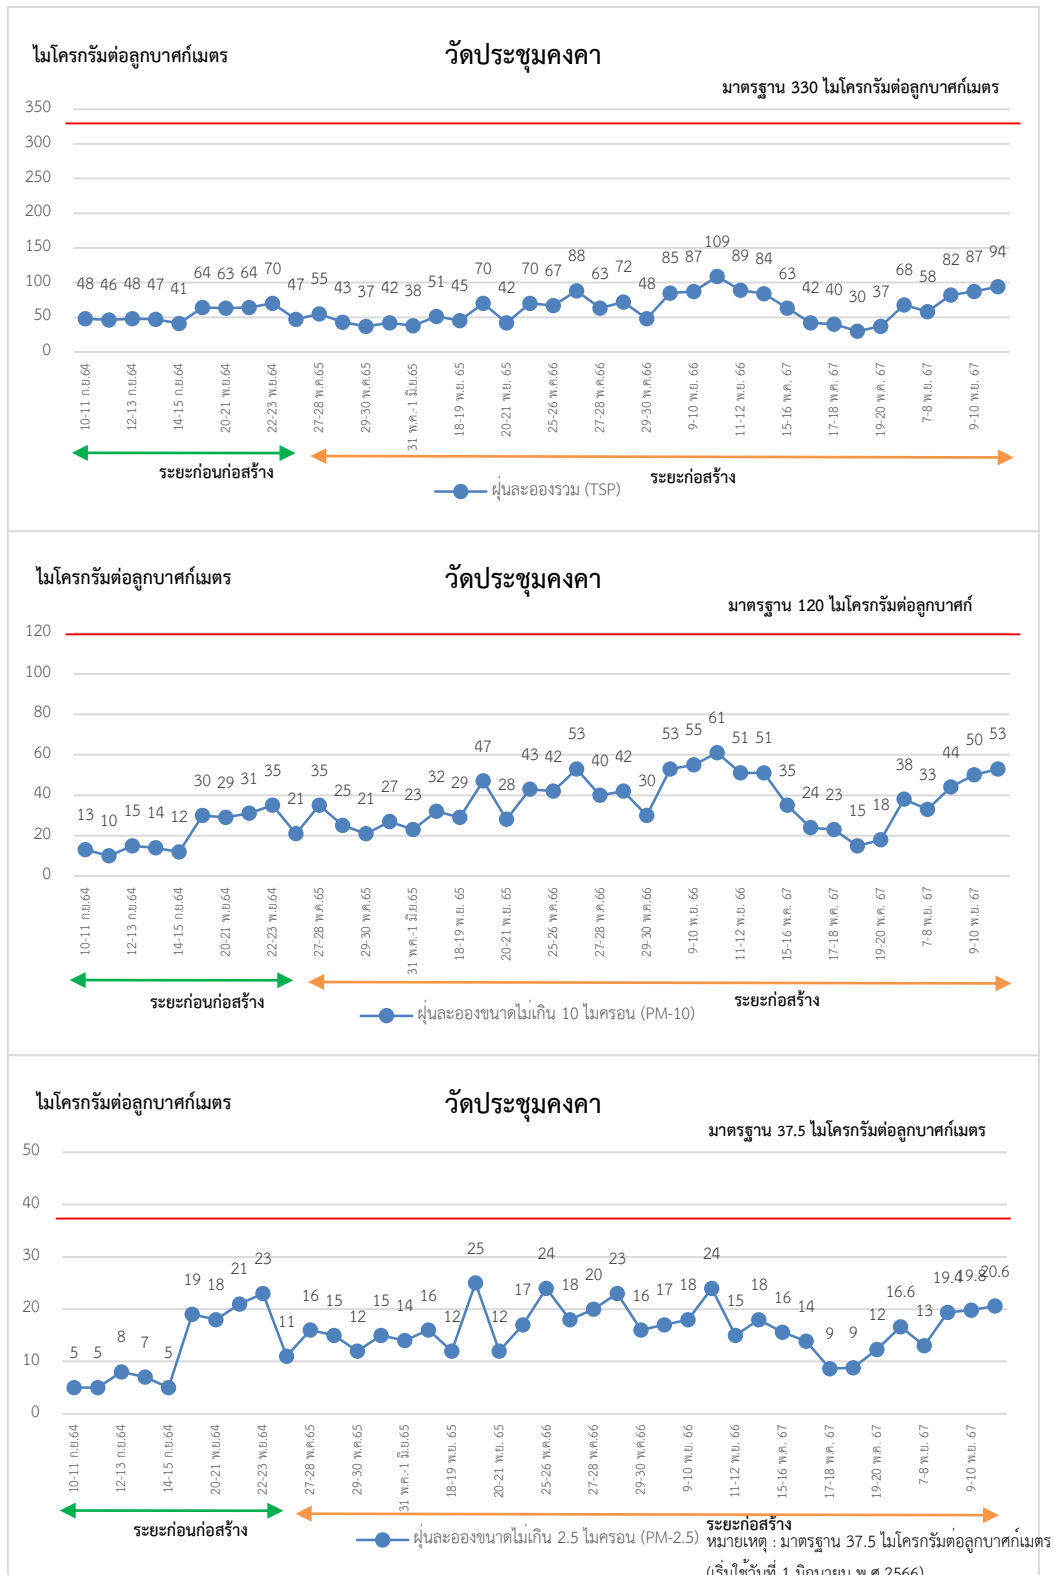 ไมโครกรัมต่อลูกบาศก์เมตร
วัดประชุมคงคา
มาตรฐาน 330 ไมโครกรัมต่อลูกบาศก์เมตร
350
300
250
200
150
100
50
0
48 46 48 47 41 64 63 64 70 47 55 43 37 42 38 51 45 70 42 70 67 88 63 72 48 85 87 109 89 84 63 42 40 30 37 68 58 82 87 94
10-11 ก.ย.64 12-13 ก.ย.64 14-15 ก.ย.64 20-21 พ.ย.64 22-23 พ.ย.64 27-28 พ.ค.65 29-30 พ.ค.65 31 พ.ค.-1 มิ.ย.65 18-19 พ.ย. 65 20-21 พ.ย. 65 25-26 พ.ค.66 27-28 พ.ค.66 29-30 พ.ค.66 9-10 พ.ย. 66 11-12 พ.ย. 66 15-16 พ.ค. 67 17-18 พ.ค. 67 19-20 พ.ค. 67 7-8 พ.ย. 67 9-10 พ.ย. 67
ระยะก่อนก่อสร้าง
ระยะก่อสร้าง
ฝุ่นละอองรวม (TSP)
ไมโครกรัมต่อลูกบาศก์เมตร
วัดประชุมคงคา
มาตรฐาน 120 ไมโครกรัมต่อลูกบาศก์
120
100
80
60
40
20
0
13 10 15 14 12 30 29 31 35 21 35 25 21 27 23 32 29 47 28 43 42 53 40 42 30 53 55 61 51 51 35 24 23 15 18 38 33 44 50 53
10-11 ก.ย.64 12-13 ก.ย.64 14-15 ก.ย.64 20-21 พ.ย.64 22-23 พ.ย.64 27-28 พ.ค.65 29-30 พ.ค.65 31 พ.ค.-1 มิ.ย.65 18-19 พ.ย. 65 20-21 พ.ย. 65 25-26 พ.ค.66 27-28 พ.ค.66 29-30 พ.ค.66 9-10 พ.ย. 66 11-12 พ.ย. 66 15-16 พ.ค. 67 17-18 พ.ค. 67 19-20 พ.ค. 67 7-8 พ.ย. 67 9-10 พ.ย. 67
ระยะก่อนก่อสร้าง
ระยะก่อสร้าง
ฝุ่นละอองขนาดไม่เกิน 10 ไมครอน (PM-10)
ไมโครกรัมต่อลูกบาศก์เมตร
วัดประชุมคงคา
มาตรฐาน 37.5 ไมโครกรัมต่อลูกบาศก์เมตร
50
40
30
20
10
0
5 5 8 7 5 19 18 21 23 11 16 15 12 15 14 16 12 25 12 17 24 18 20 23 16 17 18 24 15 18 16 14 9 9 12 16.6 13 19.4 19.8 20.6
10-11 ก.ย.64 12-13 ก.ย.64 14-15 ก.ย.64 20-21 พ.ย.64 22-23 พ.ย.64 27-28 พ.ค.65 29-30 พ.ค.65 31 พ.ค.-1 มิ.ย.65 18-19 พ.ย. 65 20-21 พ.ย. 65 25-26 พ.ค.66 27-28 พ.ค.66 29-30 พ.ค.66 9-10 พ.ย. 66 11-12 พ.ย. 66 15-16 พ.ค. 67 17-18 พ.ค. 67 19-20 พ.ค. 67 7-8 พ.ย. 67 9-10 พ.ย. 67
ระยะก่อนก่อสร้าง
ระยะก่อสร้าง
ฝุ่นละอองขนาดไม่เกิน 2.5 ไมครอน (PM-2.5)
หมายเหตุ : มาตรฐาน 37.5 ไมโครกรัมต่อลูกบาศก์เมตร
(เริ่มใช้วันที่ 1 มิถุนายน พ.ศ.2566)